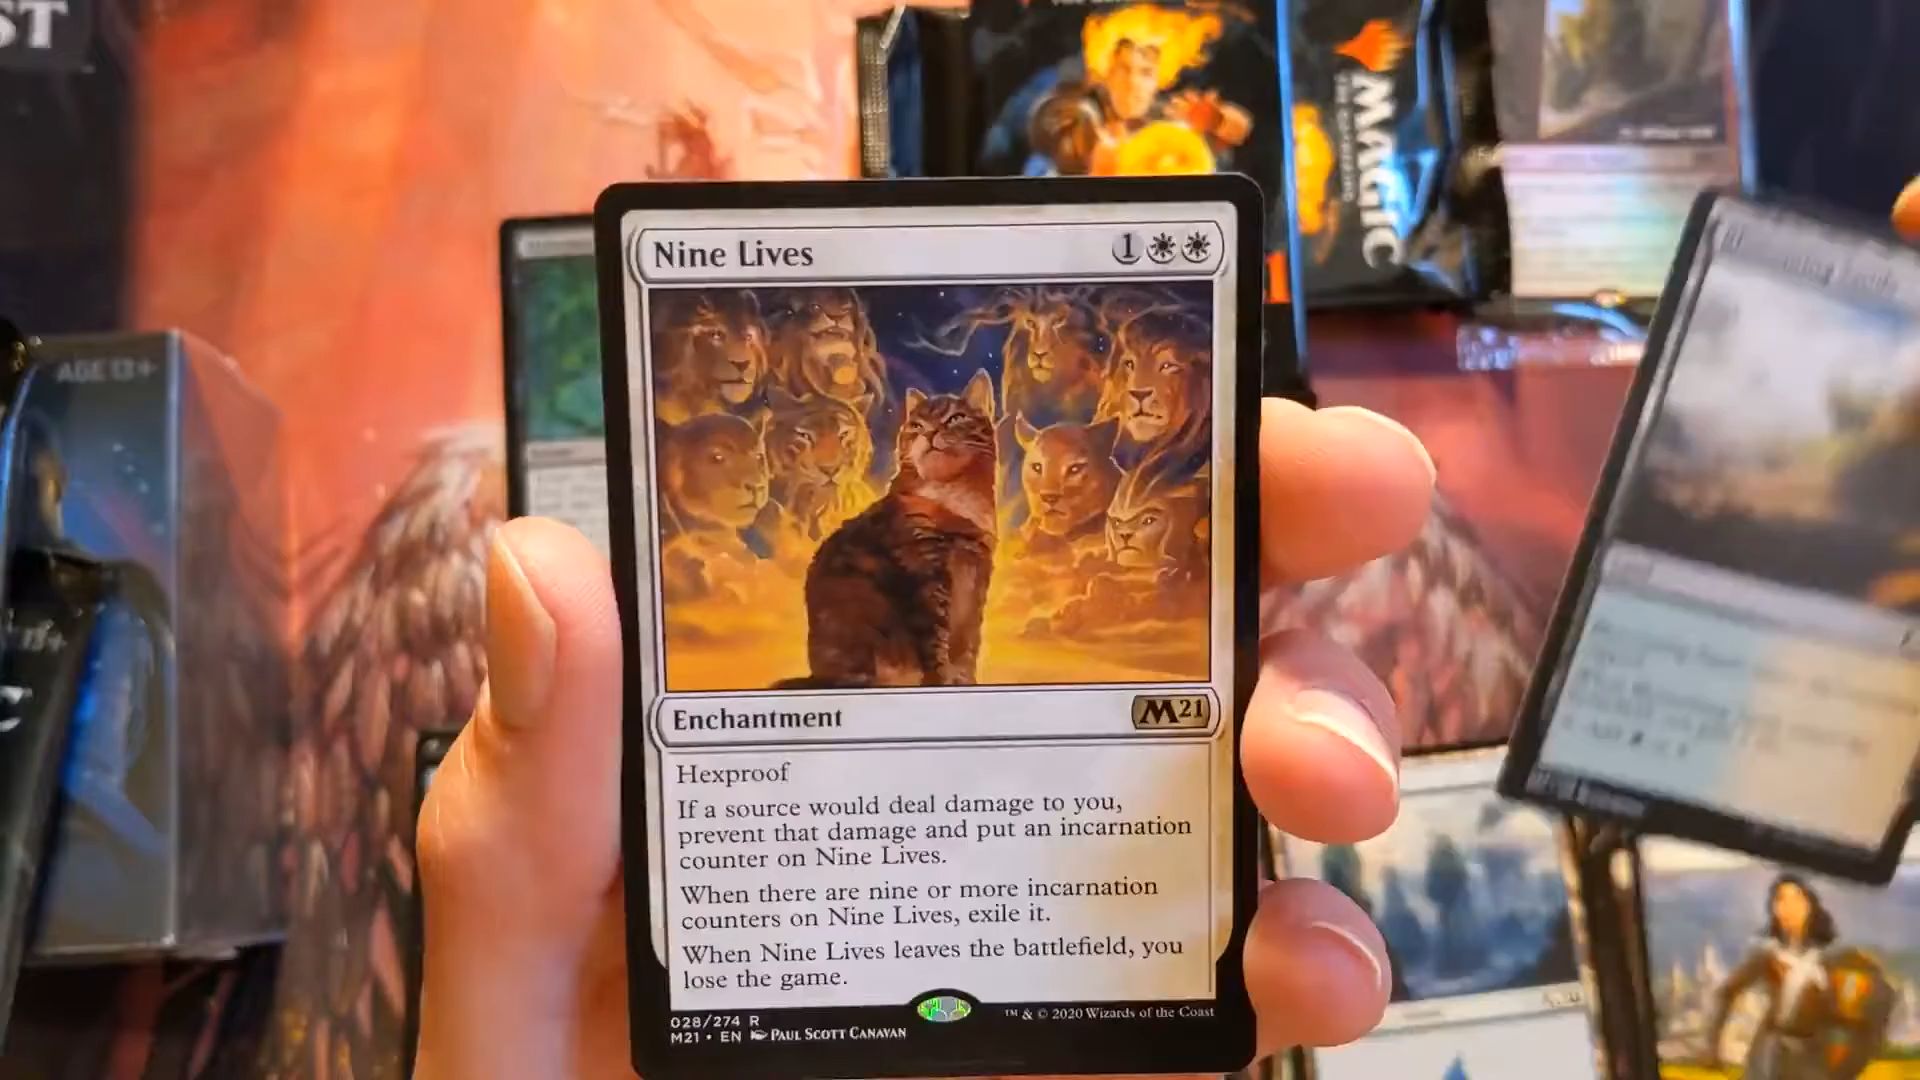 ST
AGE 13+
MAGIC
Nine Lives 1
Enchantment M21
Hexproof
If a source would deal damage to you,
prevent that damage and put an incarnation
counter on Nine Lives.
When there are nine or more incarnation
counters on Nine Lives, exile it.
When Nine Lives leaves the battlefield, you
lose the game.
028/274 R
M21 • EN PAUL SCOTT CANAVAN
™ & © 2020 Wizards of the Coast